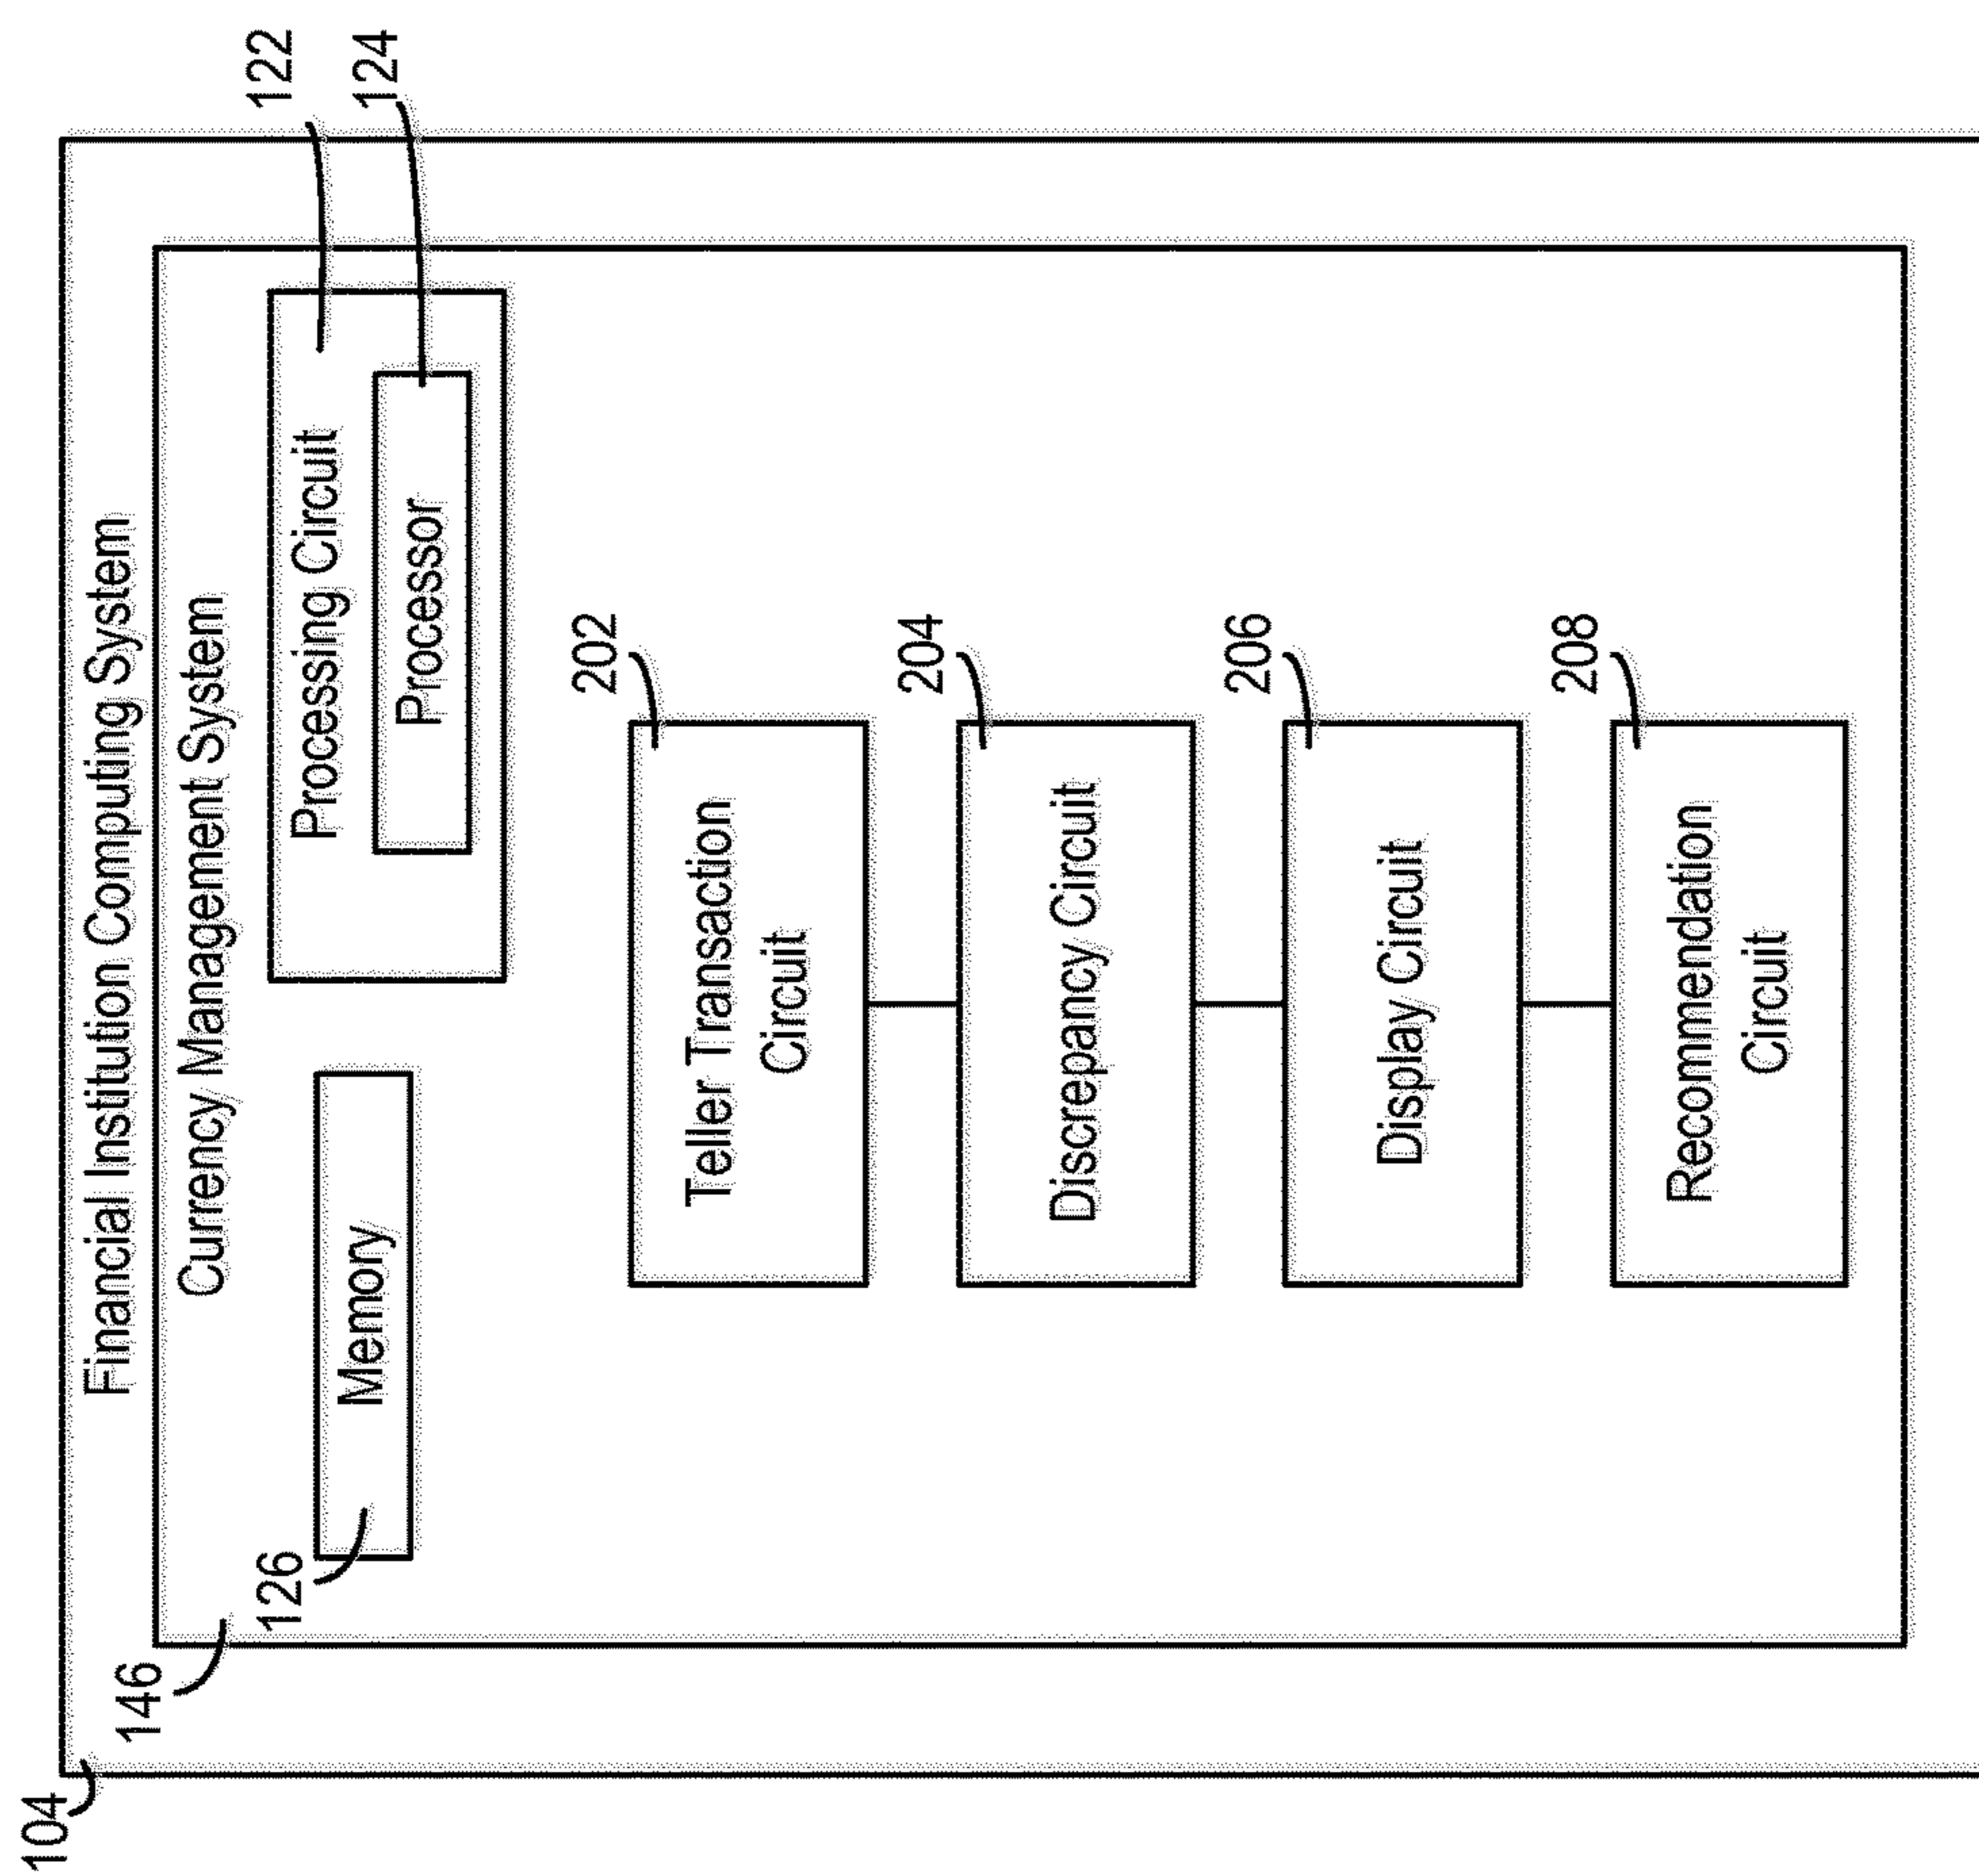 104
Financial Institution Computing System
146
Currency Management System
122
126
Memory
Processing Circuit
124
Processor
202
Teller Transaction
Circuit
204
Discrepancy Circuit
206
Display Circuit
208
Recommendation
Circuit